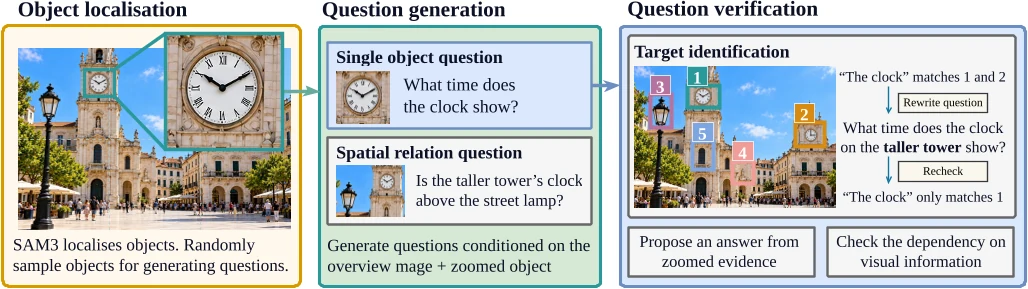 Object localisation
SAM3 localises objects. Randomly
sample objects for generating questions.
Question generation
Single object question
What time does
the clock show?
Spatial relation question
Is the taller tower's clock
above the street lamp?
Generate questions conditioned on the
overview mage + zoomed object
Question verification
Target identification
1
2
3
4
5
“The clock” matches 1 and 2
Rewrite question
What time does the clock
on the taller tower show?
Recheck
“The clock” only matches 1
Propose an answer from
zoomed evidence
Check the dependency on
visual information